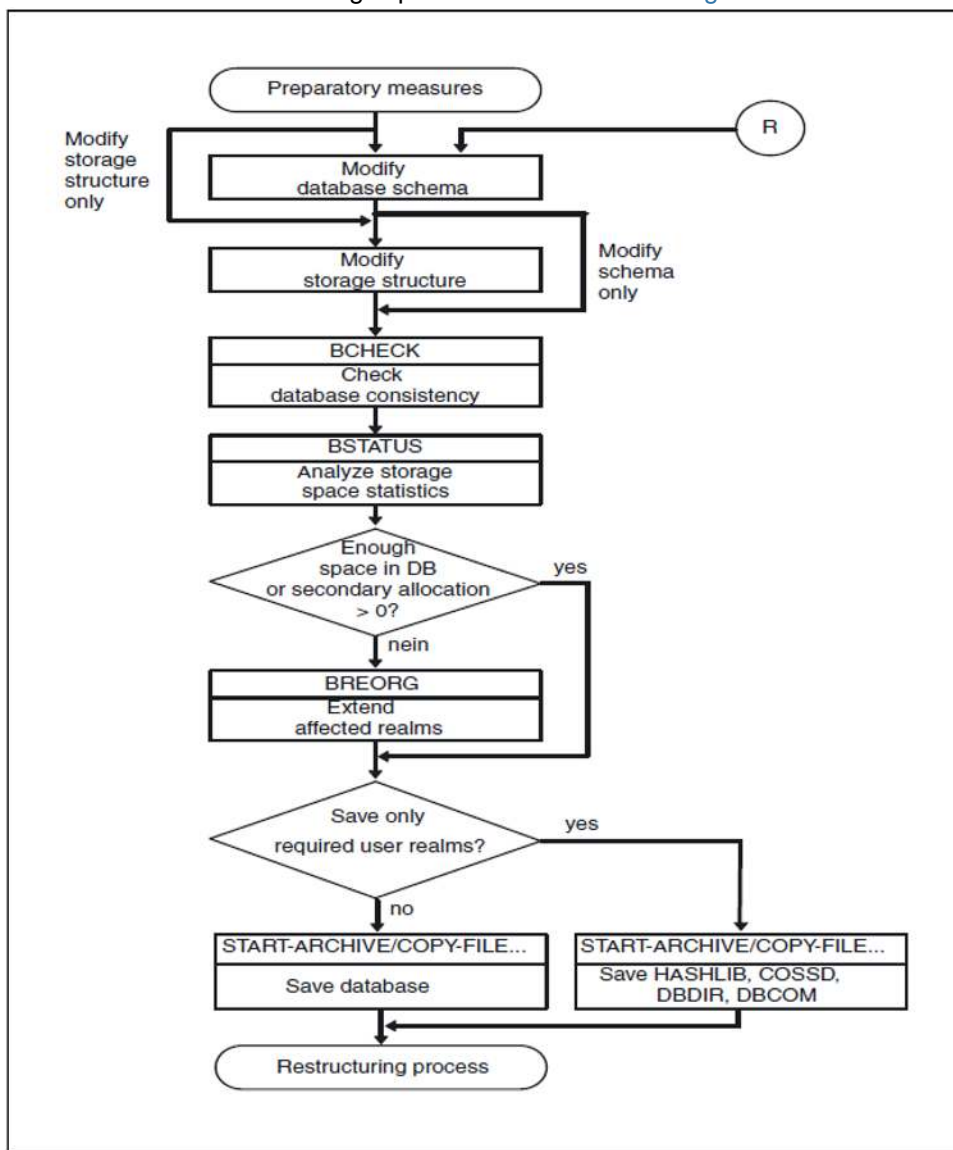 Preparatory measures
R
Modify
storage
structure
only
Modify
database schema
Modify
storage structure
Modify
schema
only
BCHECK
Check
database consistency
BSTATUS
Analyze storage
space statistics
Enough
space in DB
or secondary allocation
> 0?
yes
nein
BREORG
Extend
affected realms
Save only
required user realms?
yes
no
START-ARCHIVE/COPY-FILE...
Save database
START-ARCHIVE/COPY-FILE...
Save HASHLIB, COSSD,
DBDIR, DBCOM
Restructuring process